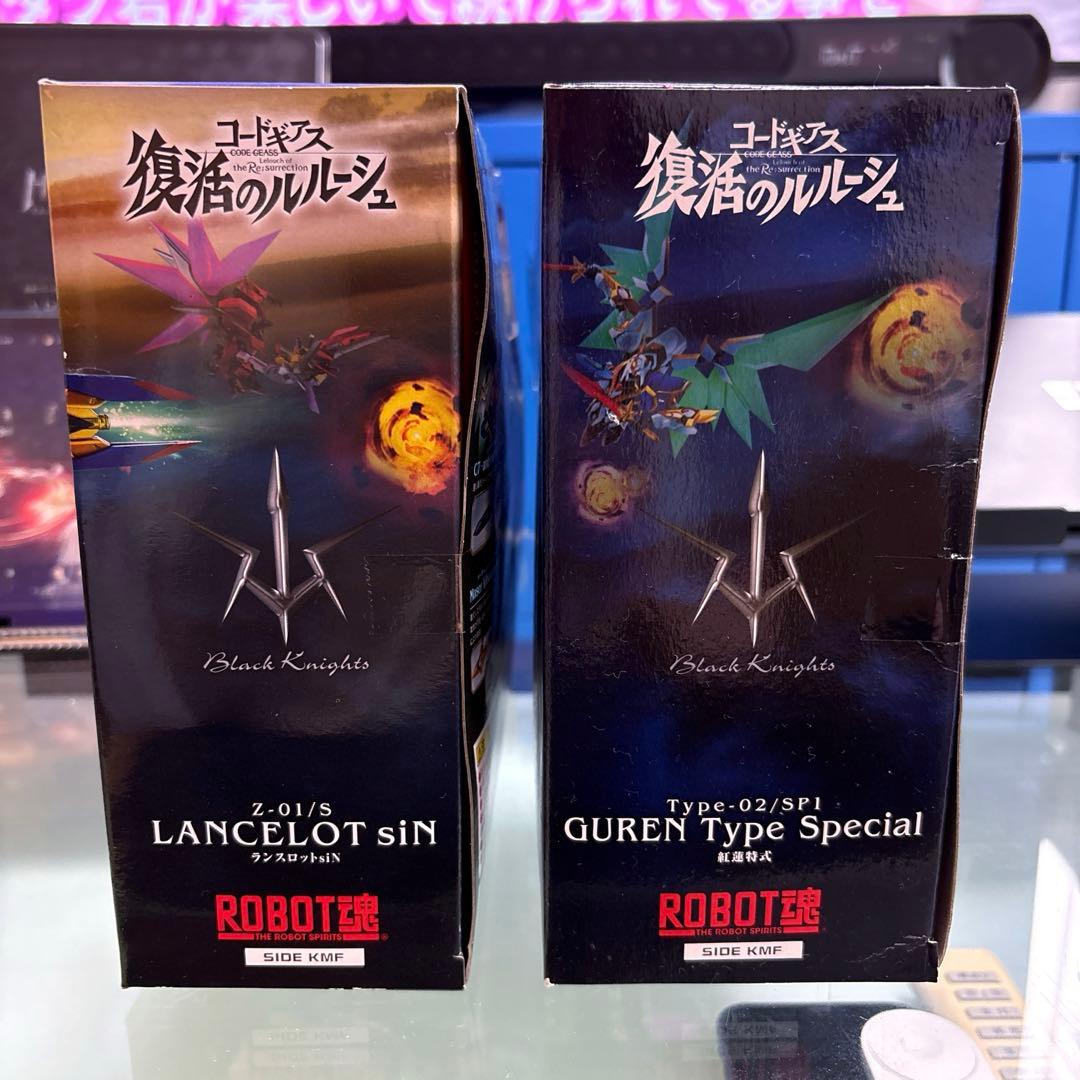 コードギアス
CODE GEASS
Lelouch of
the Re;surrection
復活のルルーシュ
Black Knights
Z-01/S
LANCELOT siN
ランスロットsiN
ROBOT魂
THE ROBOT SPIRITS
SIDE KMF
コードギアス
CODE GEASS
Lelouch of
the Re;surrection
復活のルルーシュ
Black Knights
Type-02/SP1
GUREN Type Special
紅蓮特式
ROBOT魂
THE ROBOT SPIRITS
SIDE KMF